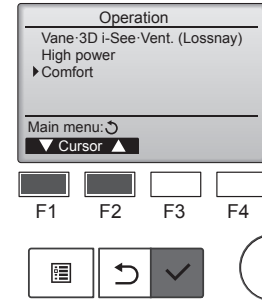 Operation
Vane·3D i-See·Vent. (Lossnay)
High power
Comfort
Main menu:
Cursor
F1 F2 F3 F4